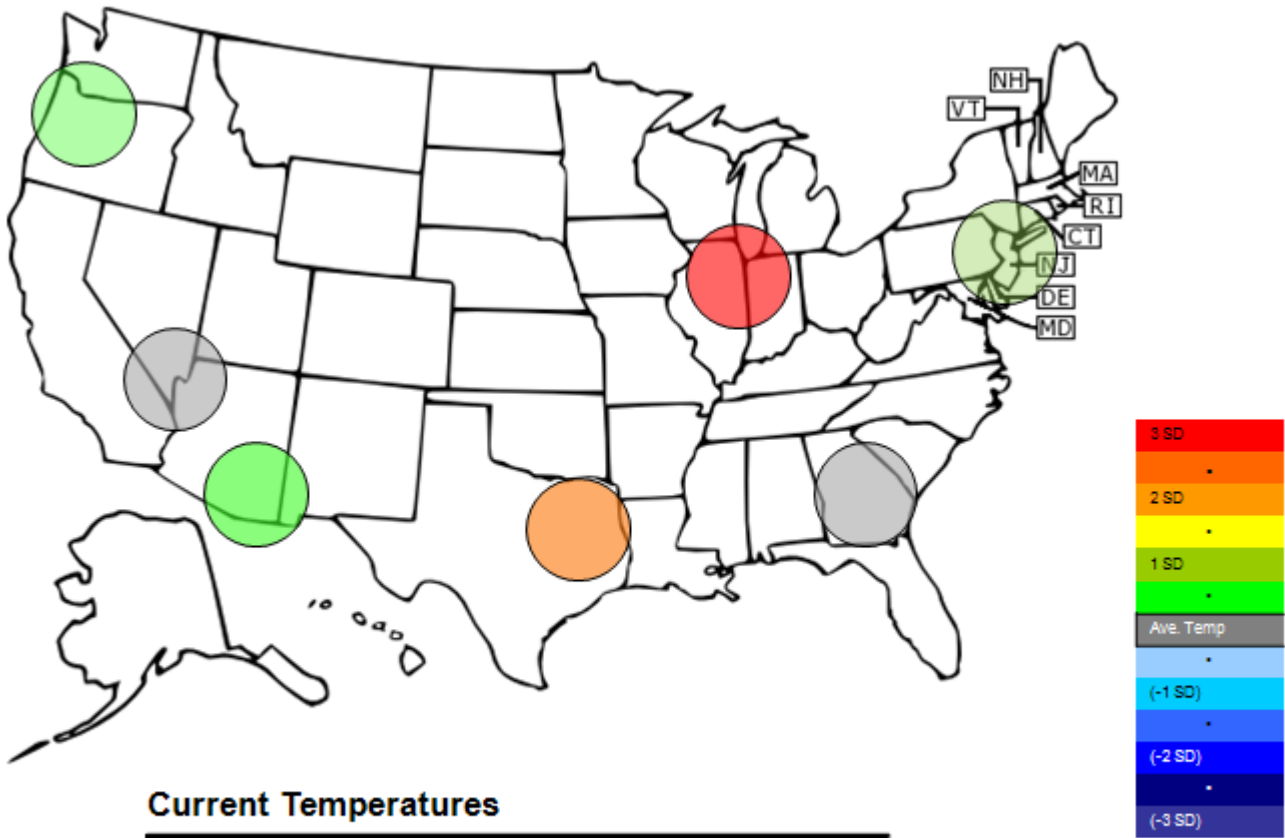 NH
VT
MA
RI
CT
NJ
DE
MD
3 SD
2 SD
1 SD
Ave. Temp
(-1 SD)
(-2 SD)
(-3 SD)
Current Temperatures